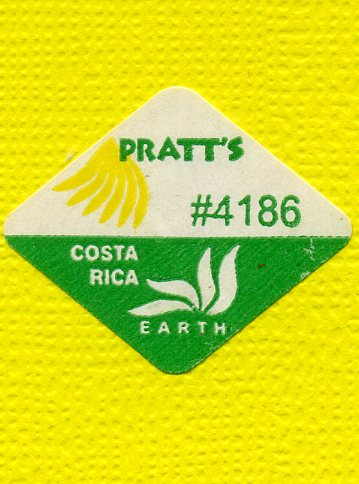 PRATT'S
#4186
COSTA
RICA
EARTH